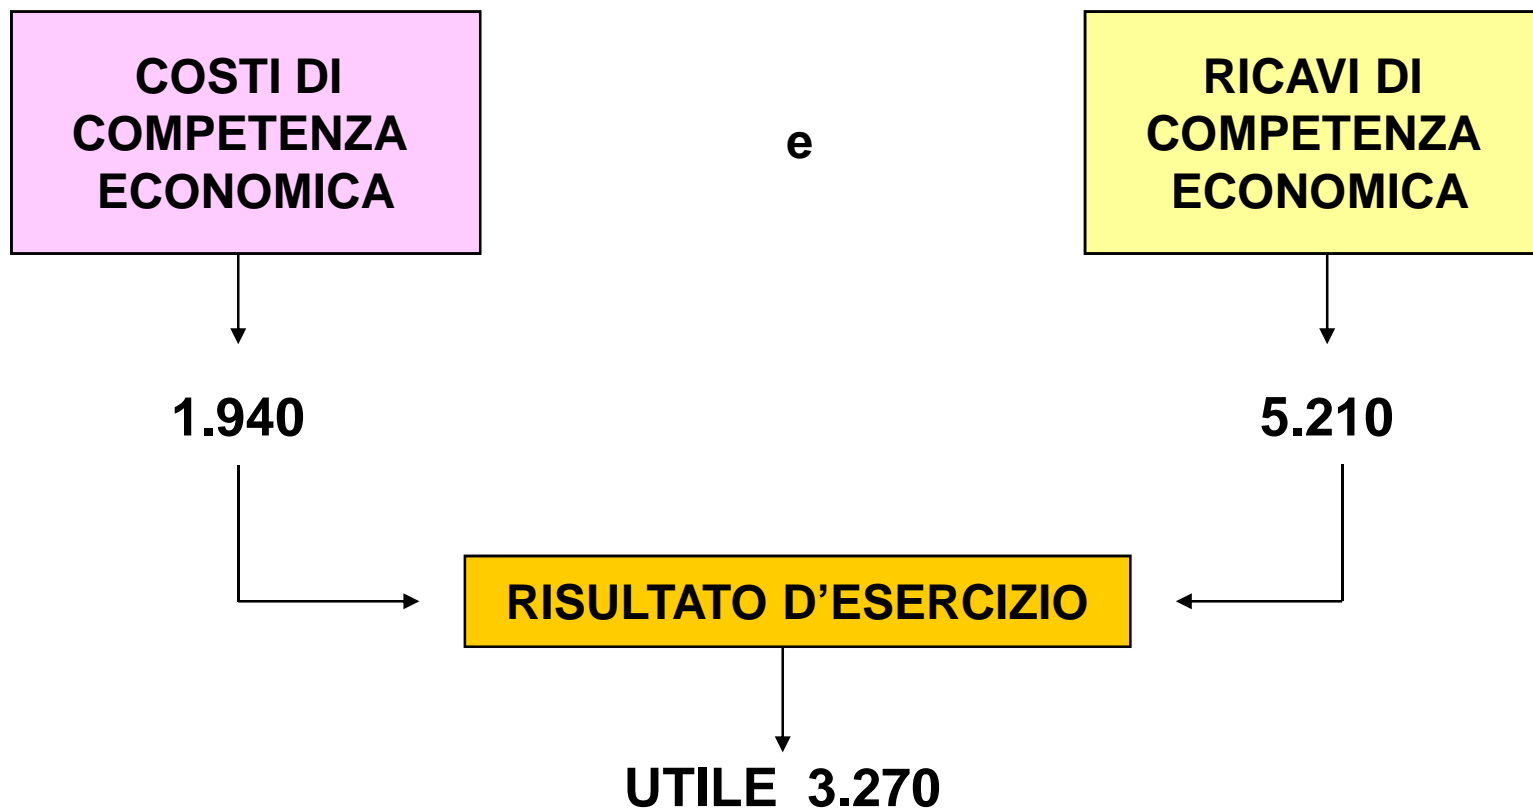 COSTI DI
COMPETENZA
ECONOMICA
e
RICAVI DI
COMPETENZA
ECONOMICA
1.940
5.210
RISULTATO D’ESERCIZIO
UTILE 3.270